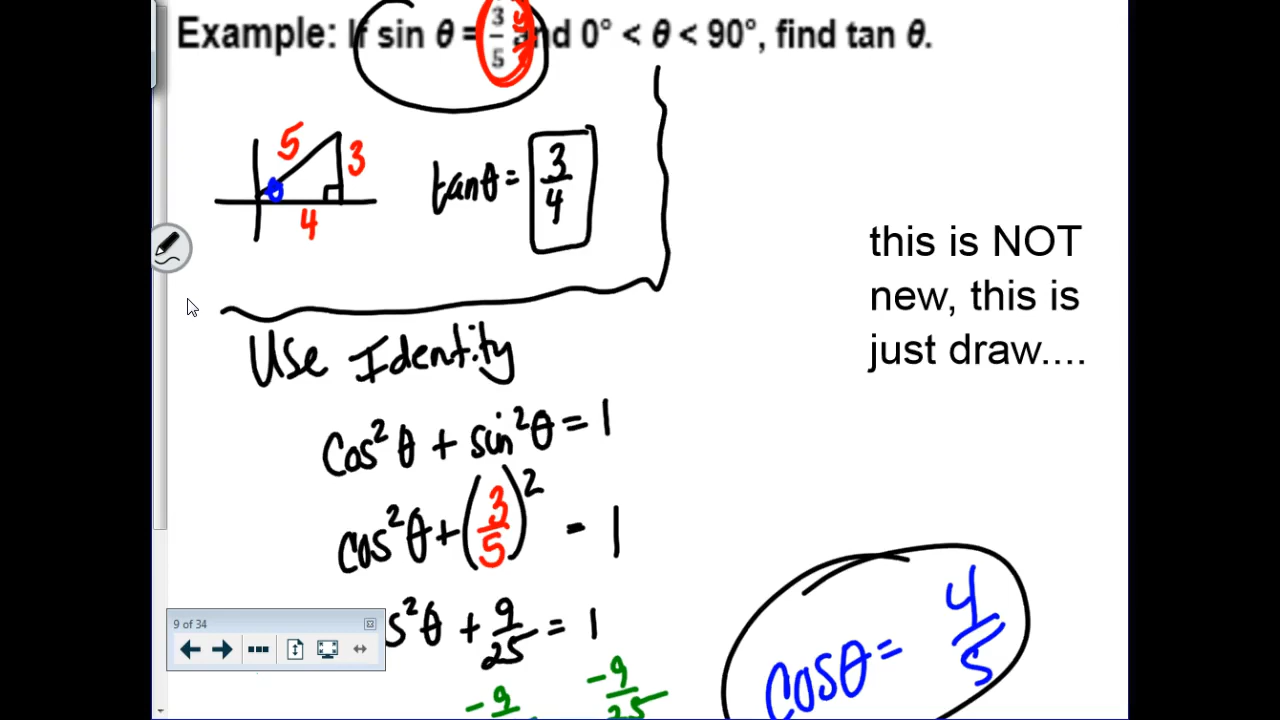 Example: If sin θ = 3/5 and 0° < θ < 90°, find tan θ.
5
3
θ
4
tanθ = 3/4
this is NOT
new, this is
just draw....
Use Identity
Cos²θ + sin²θ = 1
cos²θ + (3/5)² = 1
s²θ + 9/25 = 1
9 of 34
-9 -9/25
cosθ = 4/5